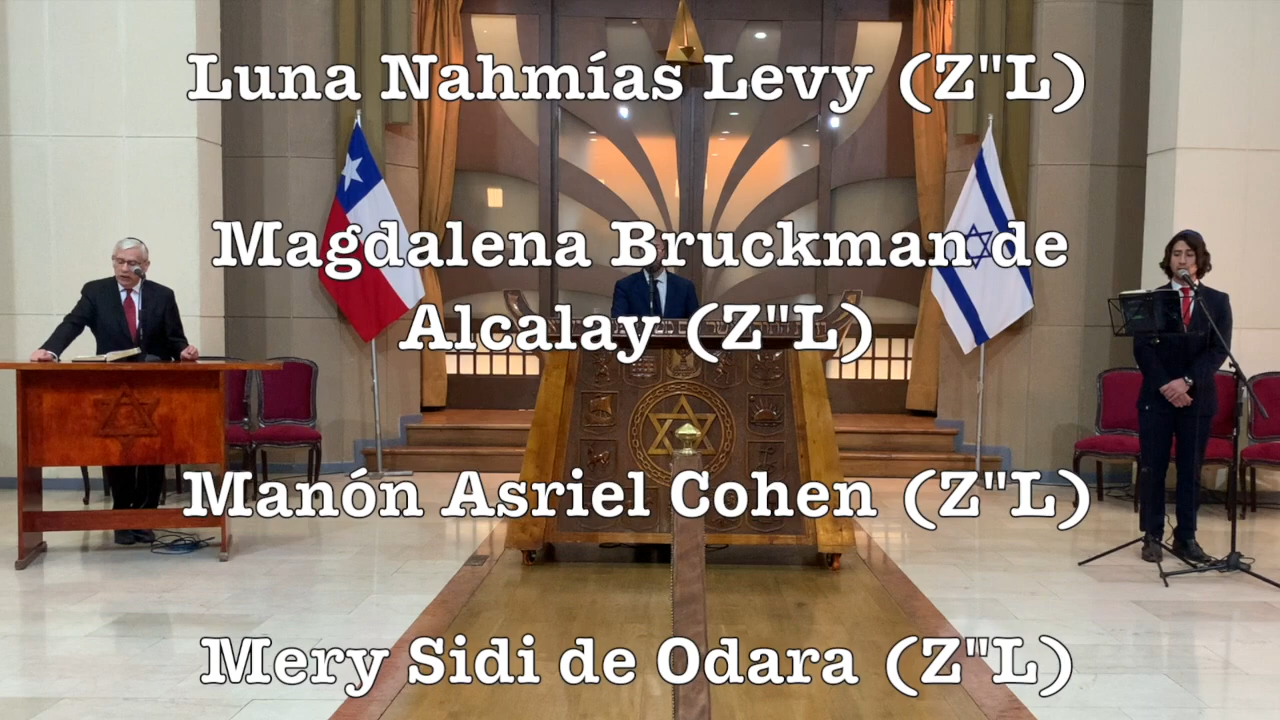 Luna Nahmías Levy (Z"L)
Magdalena Bruckman de
Alcalay (Z"L)
Manón Asriel Cohen (Z"L)
Mery Sidi de Odara (Z"L)